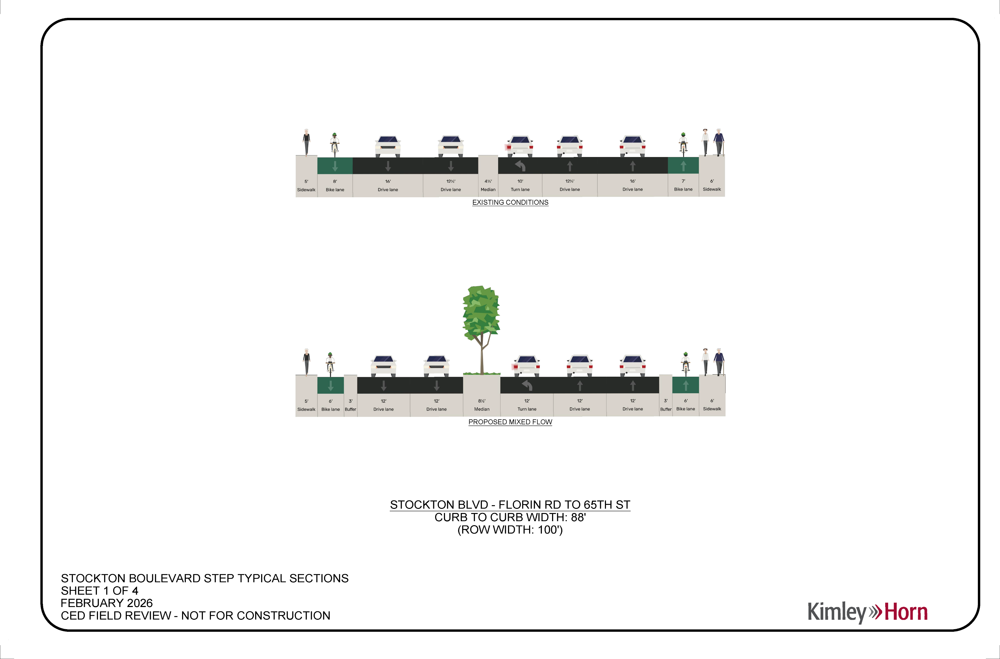 5' 8' 16' 12½' 4½' 10' 12½' 16' 7' 6'
Sidewalk Bike lane Drive lane Drive lane Median Turn lane Drive lane Drive lane Bike lane Sidewalk
EXISTING CONDITIONS
5' 6' 3' 12' 12' 8½' 12' 12' 12' 3' 6' 6'
Sidewalk Bike lane Buffer Drive lane Drive lane Median Turn lane Drive lane Drive lane Buffer Bike lane Sidewalk
PROPOSED MIXED FLOW
STOCKTON BLVD - FLORIN RD TO 65TH ST
CURB TO CURB WIDTH: 88'
(ROW WIDTH: 100')
STOCKTON BOULEVARD STEP TYPICAL SECTIONS
SHEET 1 OF 4
FEBRUARY 2026
CED FIELD REVIEW - NOT FOR CONSTRUCTION
Kimley Horn